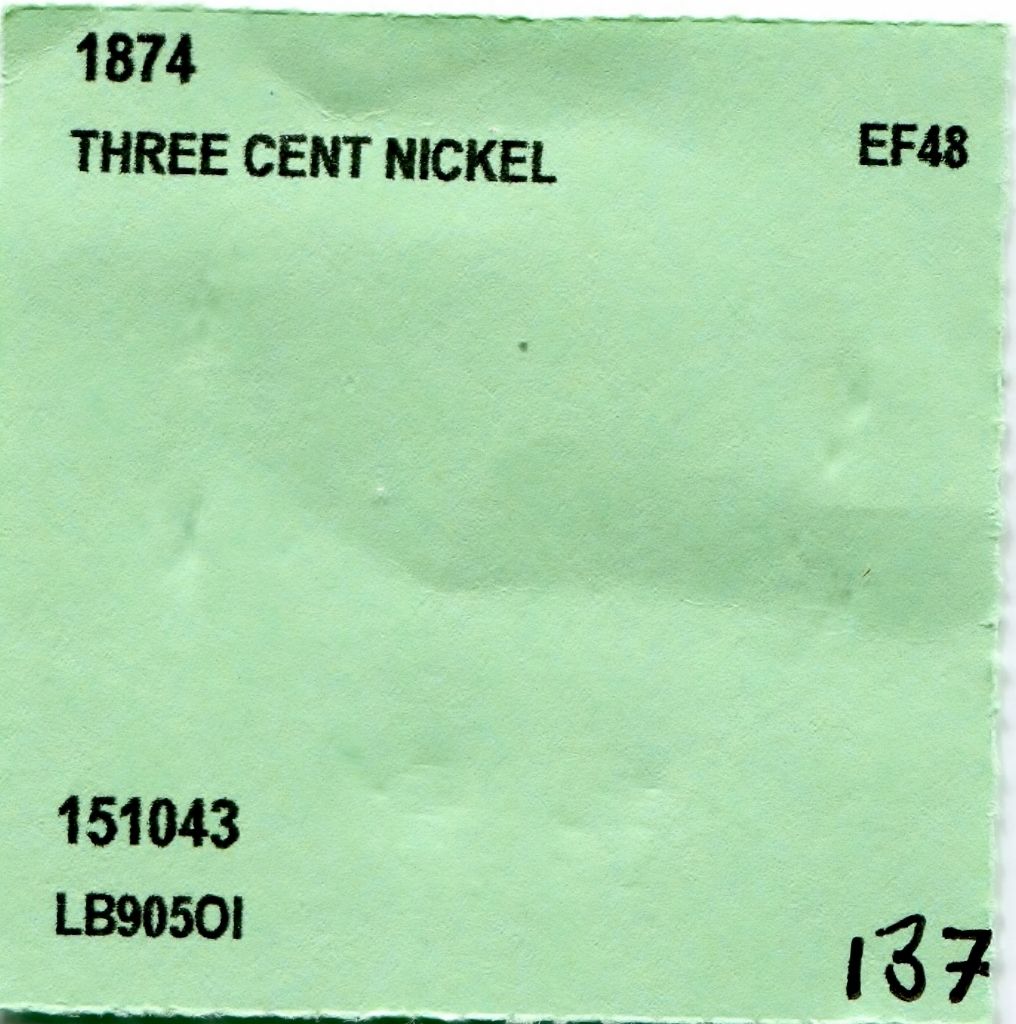 1874
THREE CENT NICKEL EF48
151043
LB905OI
137